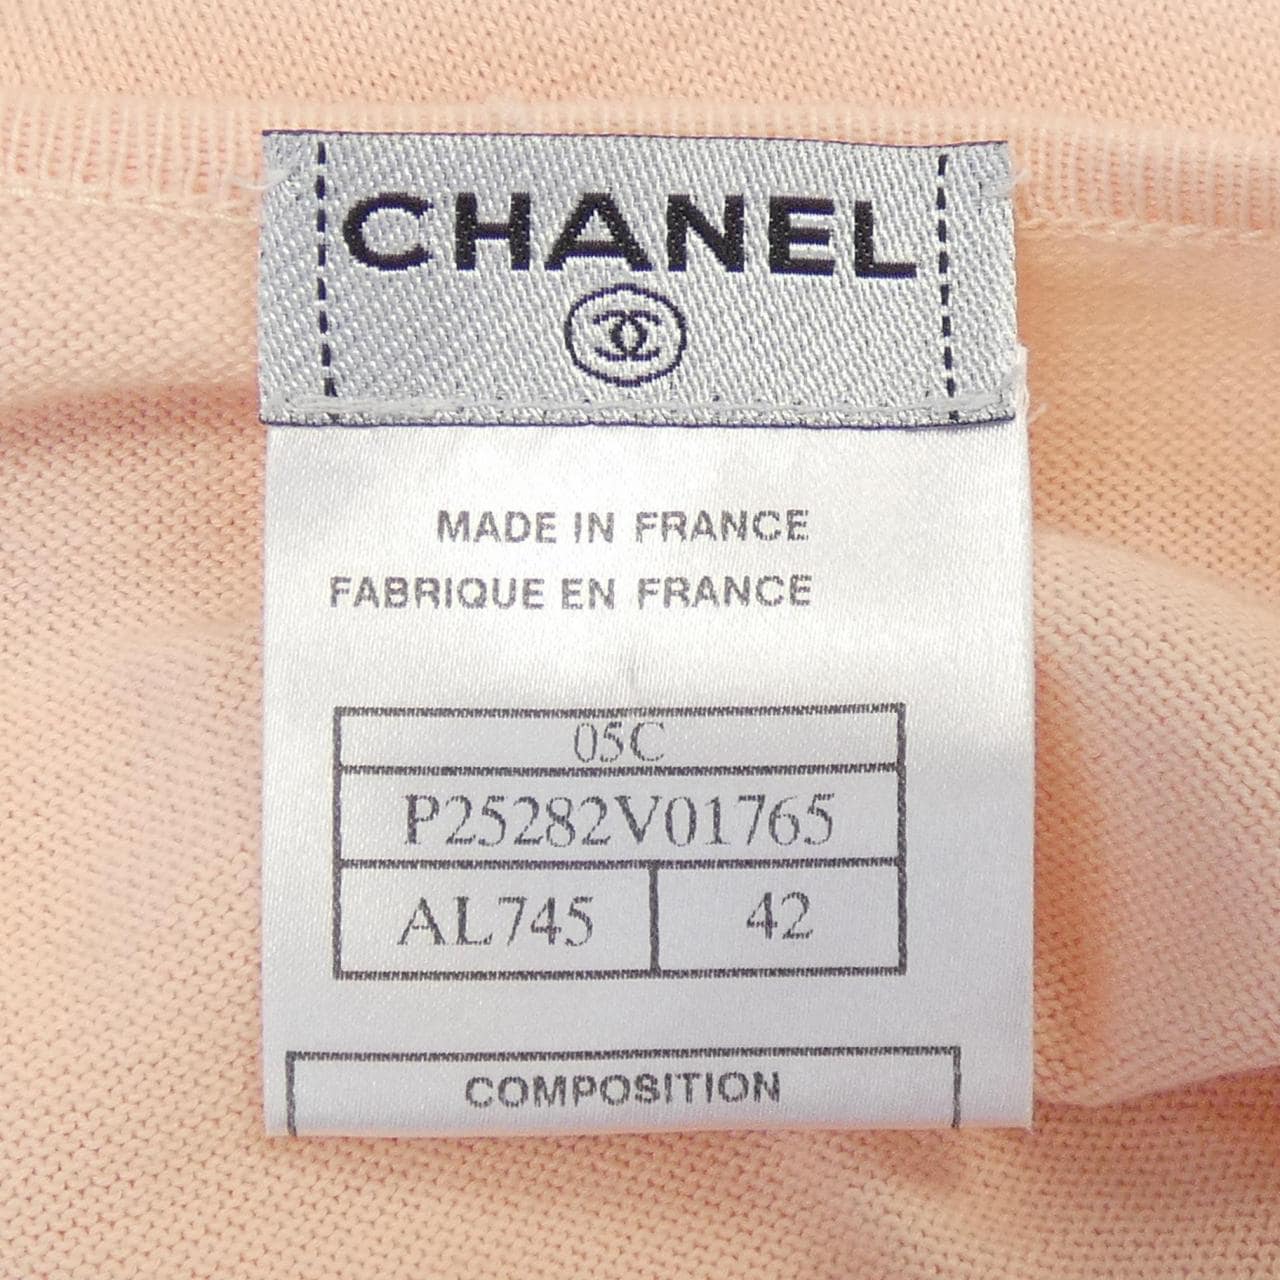 CHANEL
MADE IN FRANCE
FABRIQUE EN FRANCE
05C
P25282V01765
AL745 42
COMPOSITION